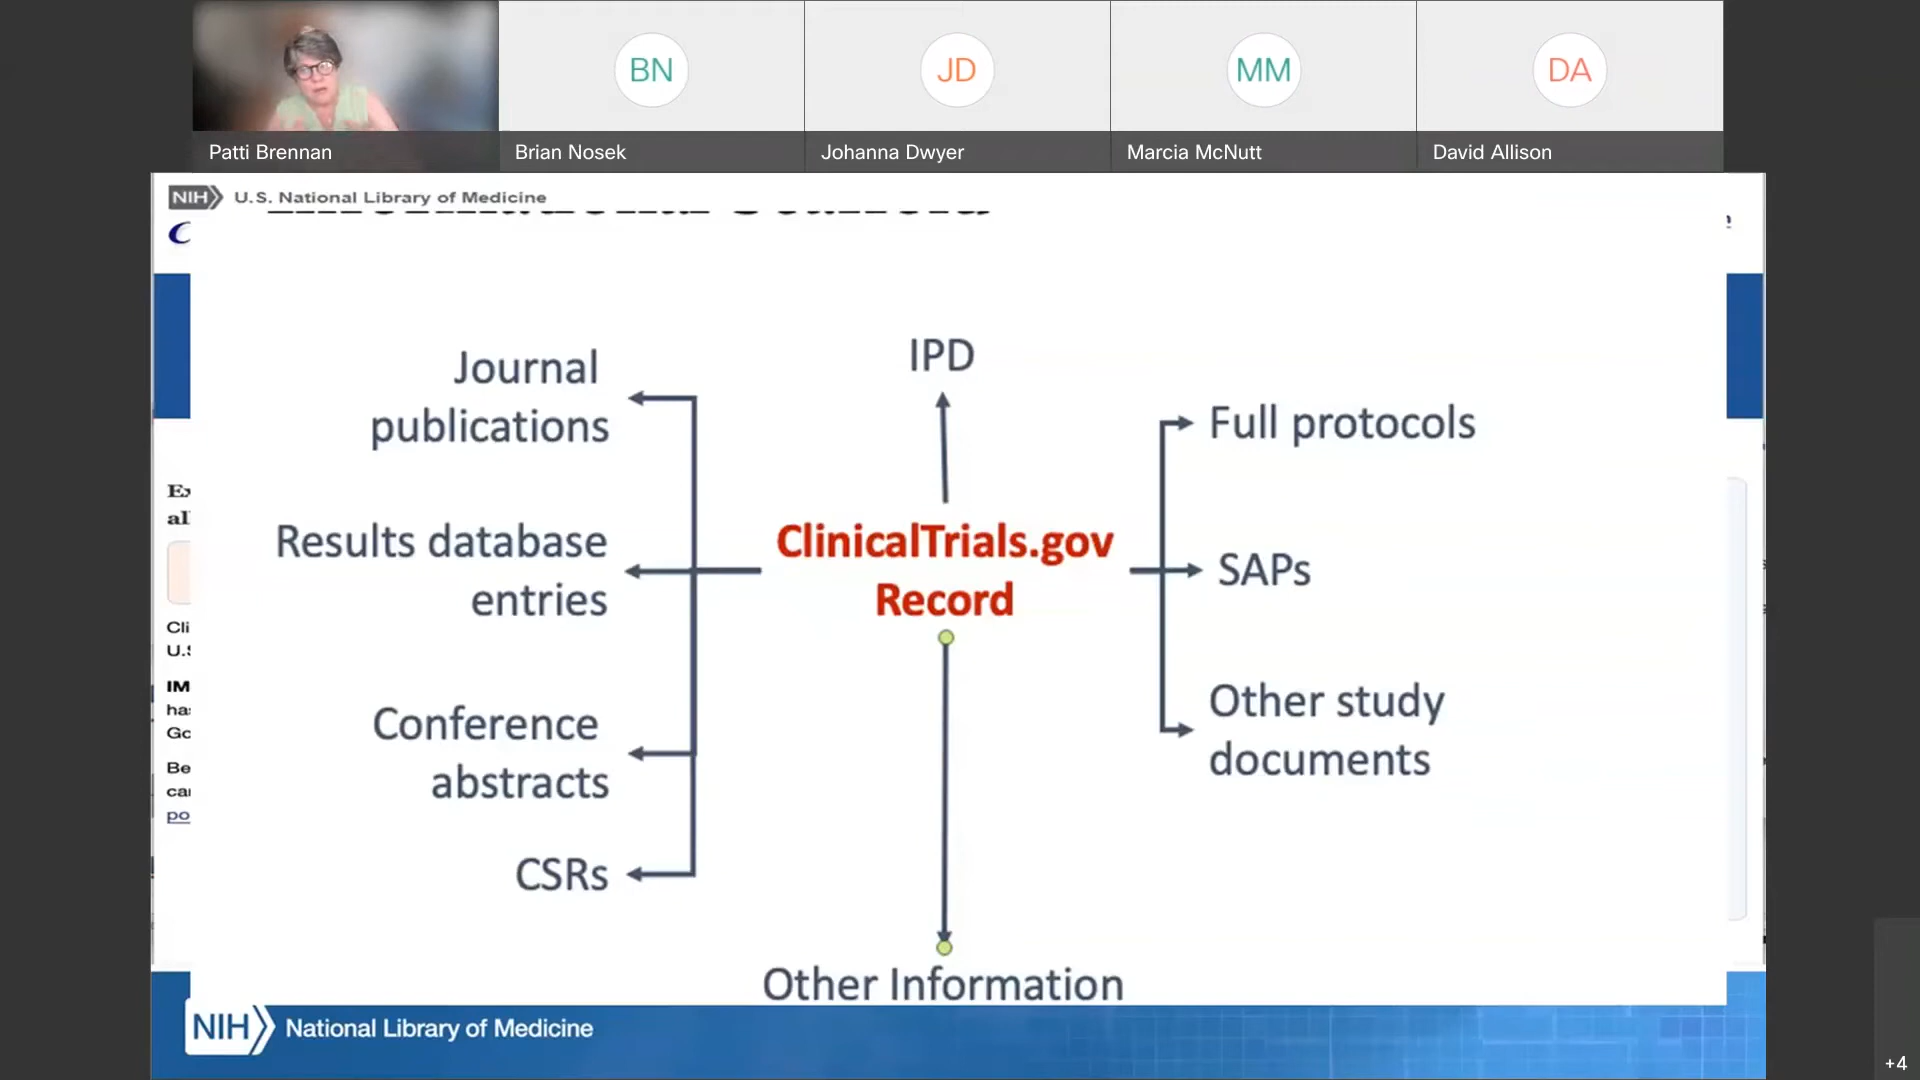 BN
JD
MM
DA
Patti Brennan
Brian Nosek
Johanna Dwyer
Marcia McNutt
David Allison
NIH U.S. National Library of Medicine
Journal
publications
Results database
entries
Conference
abstracts
CSRs
IPD
ClinicalTrials.gov
Record
Other Information
Full protocols
SAPs
Other study
documents
NIH National Library of Medicine
+4